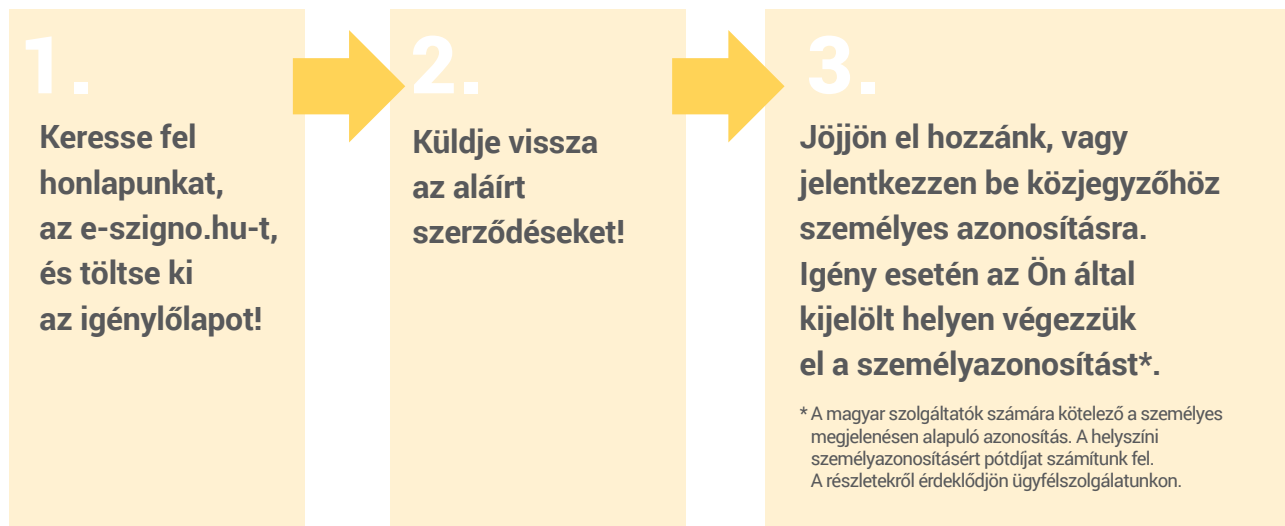 1.
Keresse fel
honlapunkat,
az e-szigno.hu-t,
és töltse ki
az igénylőlapot!
2.
Küldje vissza
az aláírt
szerződéseket!
3.
Jöjjön el hozzánk, vagy
jelentkezzen be közjegyzőhöz
személyes azonosításra.
Igény esetén az Ön által
kijelölt helyen végezzük
el a személyazonosítást*.
* A magyar szolgáltatók számára kötelező a személyes
megjelenésen alapuló azonosítás. A helyszíni
személyazonosításért pótdíjat számítunk fel.
A részletekről érdeklődjön ügyfélszolgálatunkon.